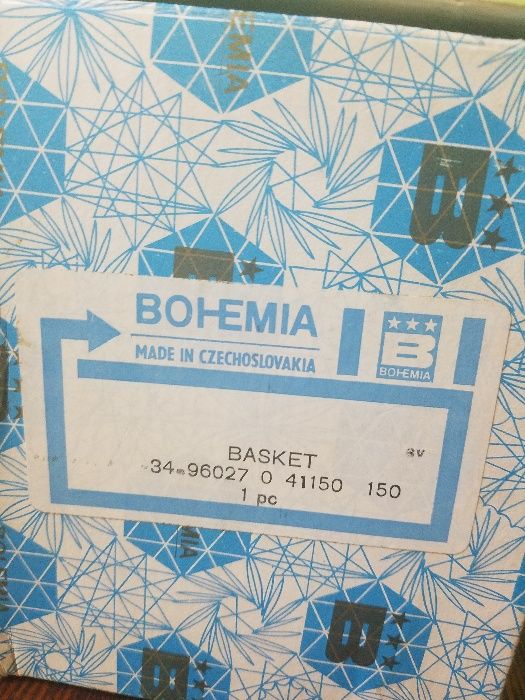 BOHEMIA
MADE IN CZECHOSLOVAKIA
B
BOHEMIA
BASKET
34-96027 0 41150 150
1 pc
B
B
B
B